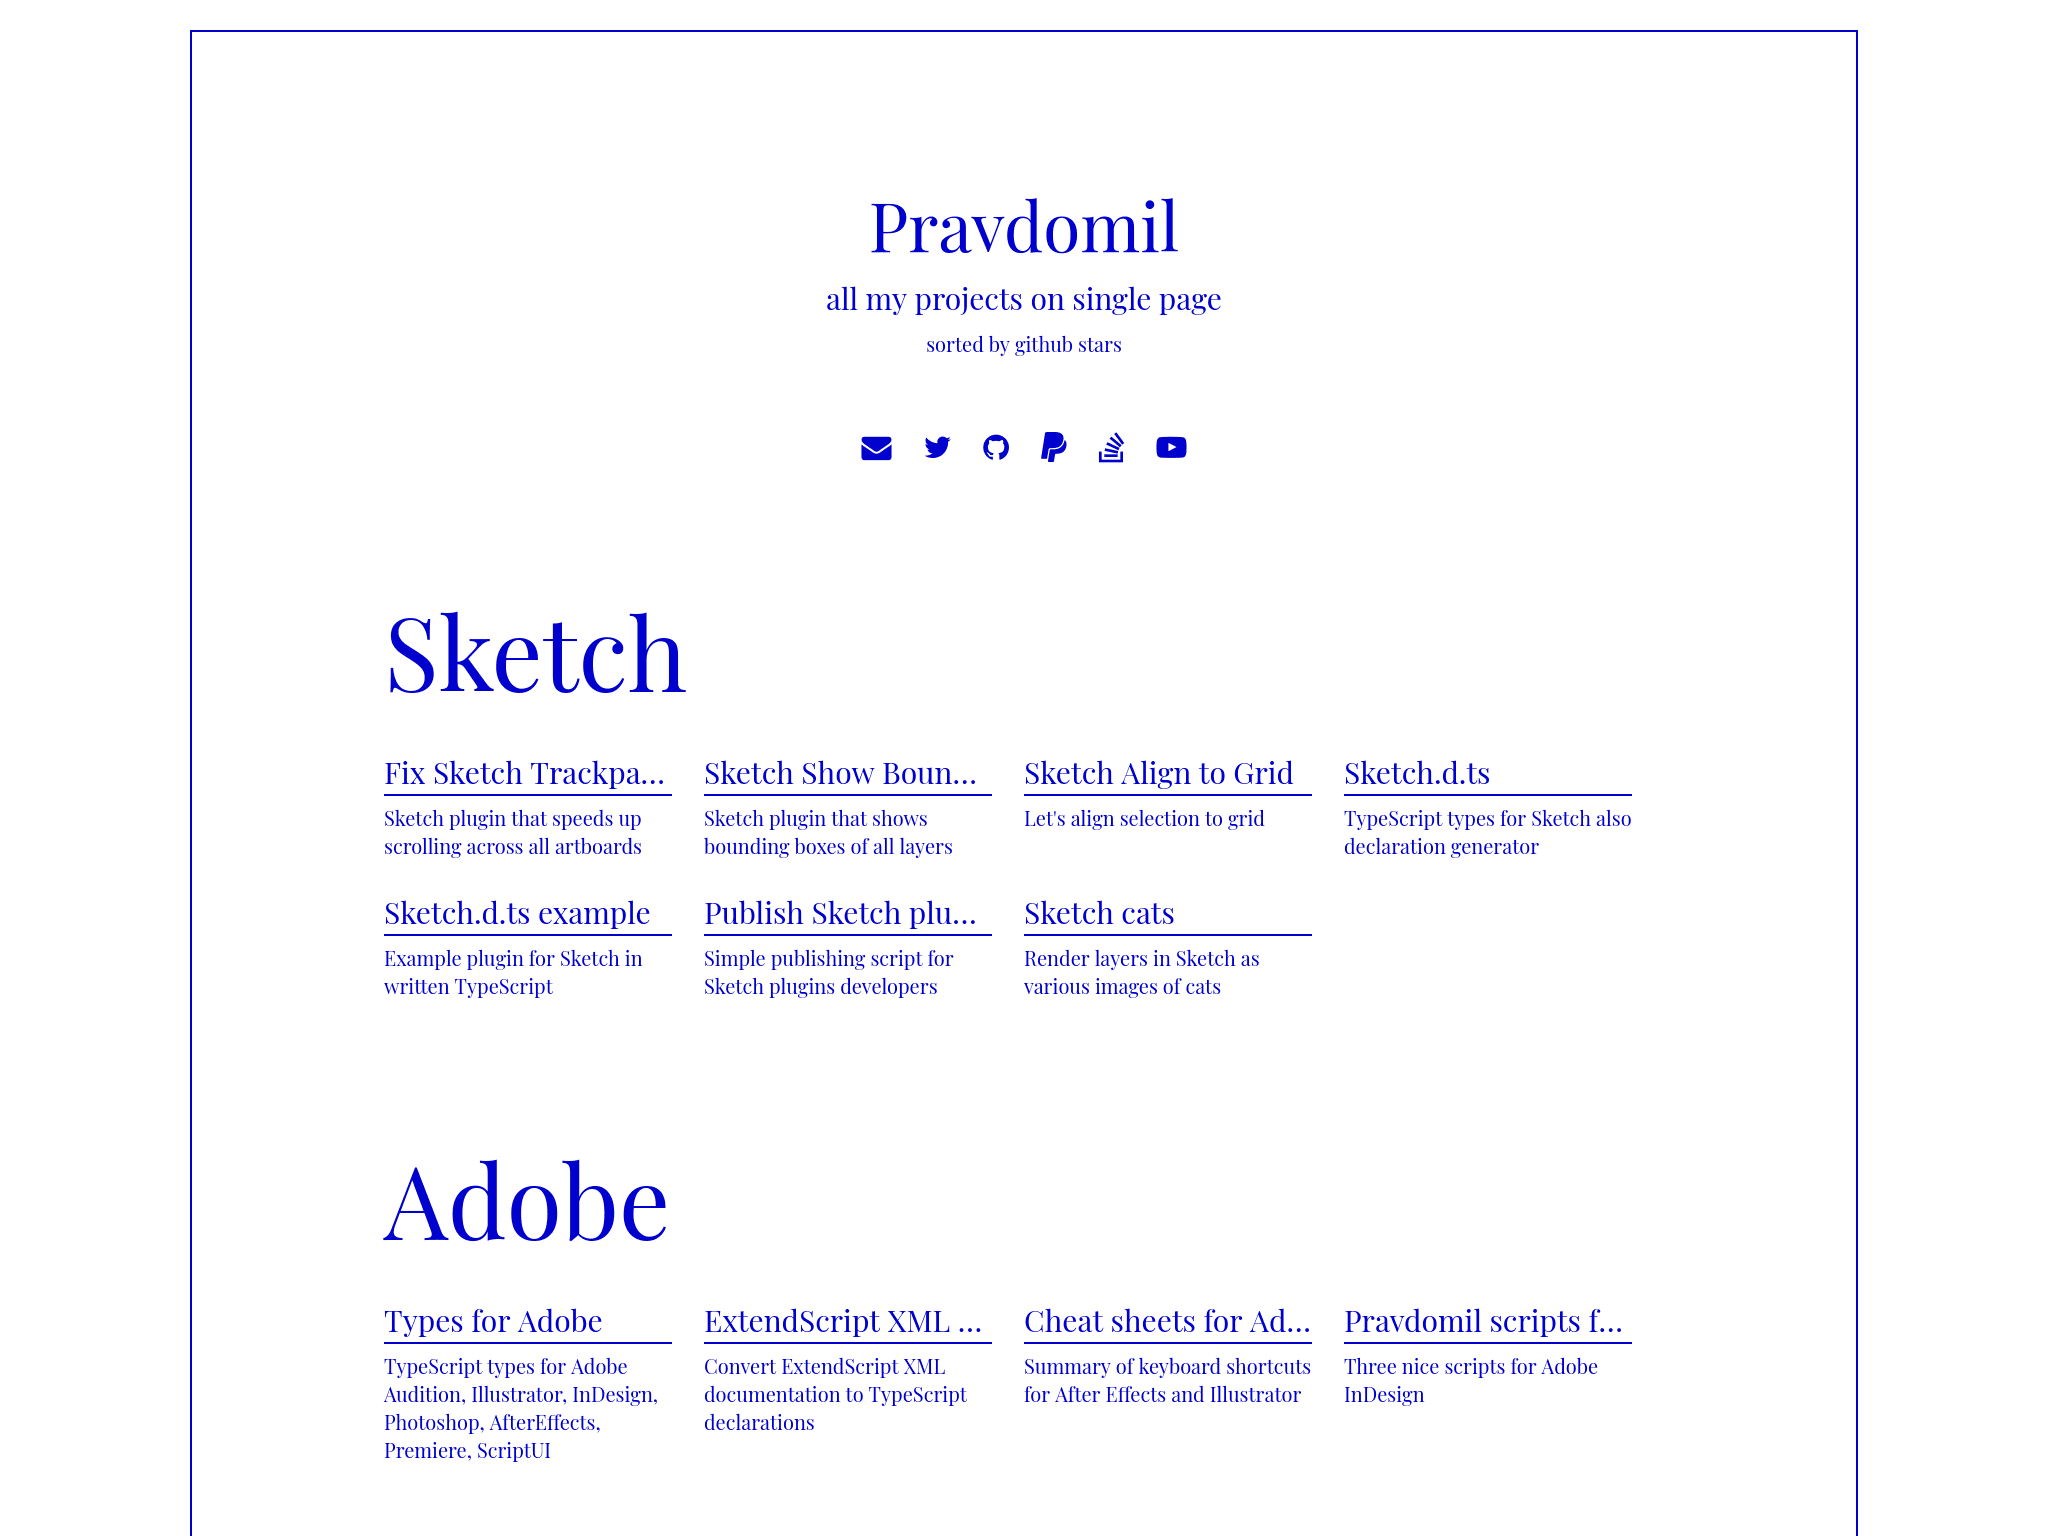 Pravdomil
all my projects on single page
sorted by github stars
Sketch
Fix Sketch Trackpa...
Sketch plugin that speeds up
scrolling across all artboards
Sketch Show Boun...
Sketch plugin that shows
bounding boxes of all layers
Sketch Align to Grid
Let's align selection to grid
Sketch.d.ts
TypeScript types for Sketch also
declaration generator
Sketch.d.ts example
Example plugin for Sketch in
written TypeScript
Publish Sketch plu...
Simple publishing script for
Sketch plugins developers
Sketch cats
Render layers in Sketch as
various images of cats
Adobe
Types for Adobe
TypeScript types for Adobe
Audition, Illustrator, InDesign,
Photoshop, AfterEffects,
Premiere, ScriptUI
ExtendScript XML ...
Convert ExtendScript XML
documentation to TypeScript
declarations
Cheat sheets for Ad...
Summary of keyboard shortcuts
for After Effects and Illustrator
Pravdomil scripts f...
Three nice scripts for Adobe
InDesign